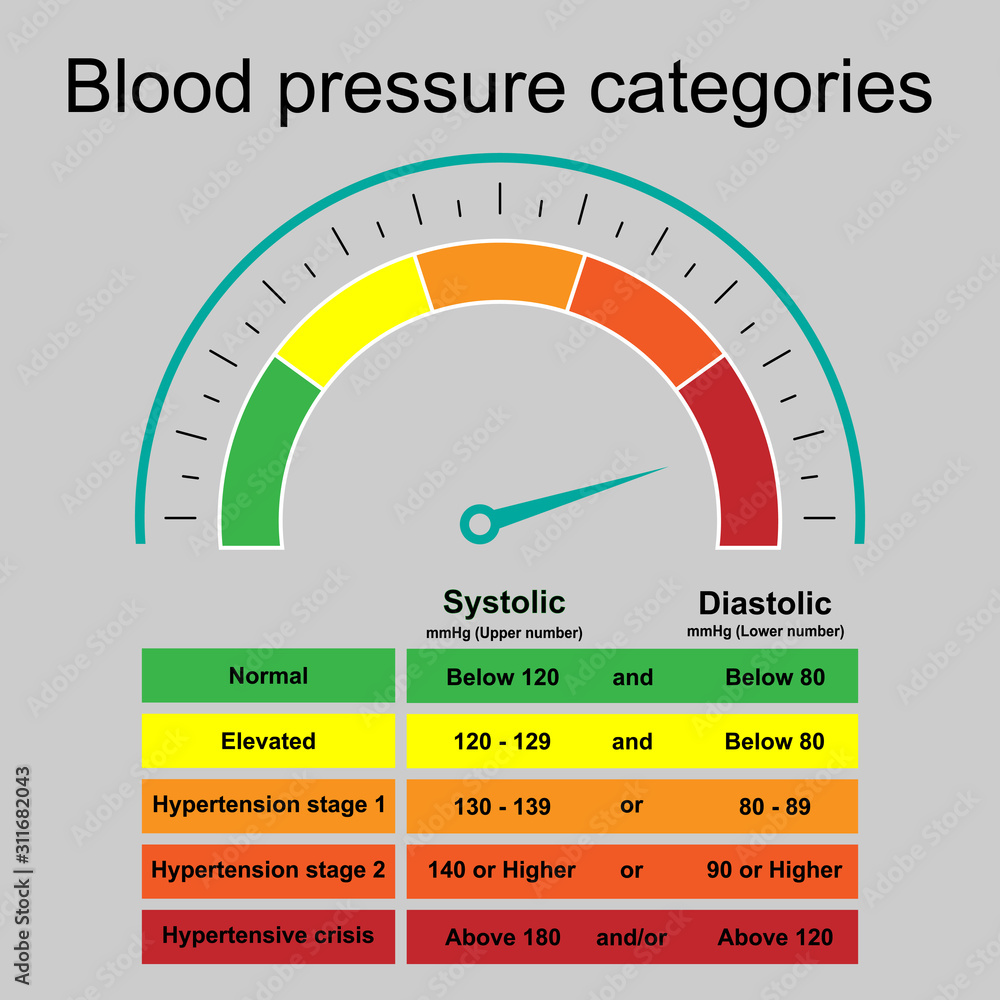 Blood pressure categories
Systolic Diastolic
mmHg (Upper number) mmHg (Lower number)
Normal Below 120 and Below 80
Elevated 120 - 129 and Below 80
Hypertension stage 1 130 - 139 or 80 - 89
Hypertension stage 2 140 or Higher or 90 or Higher
Hypertensive crisis Above 180 and/or Above 120
Adobe Stock | #311682043